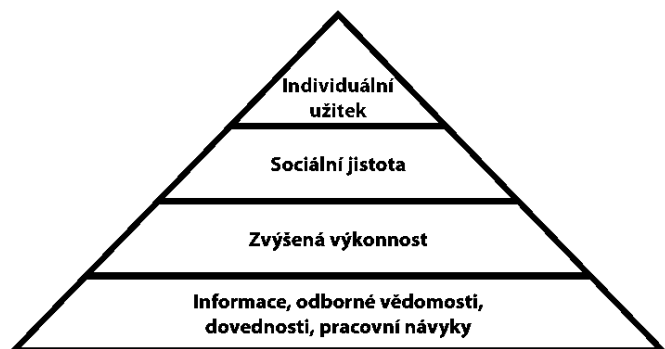 Individuální
užitek
Sociální jistota
Zvýšená výkonnost
Informace, odborné vědomosti,
dovednosti, pracovní návyky